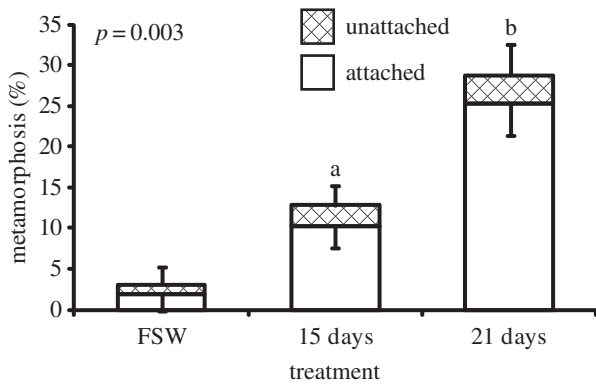 35
30
25
20
15
10
5
0
metamorphosis (%)
p = 0.003
unattached
attached
a
b
FSW
15 days
21 days
treatment